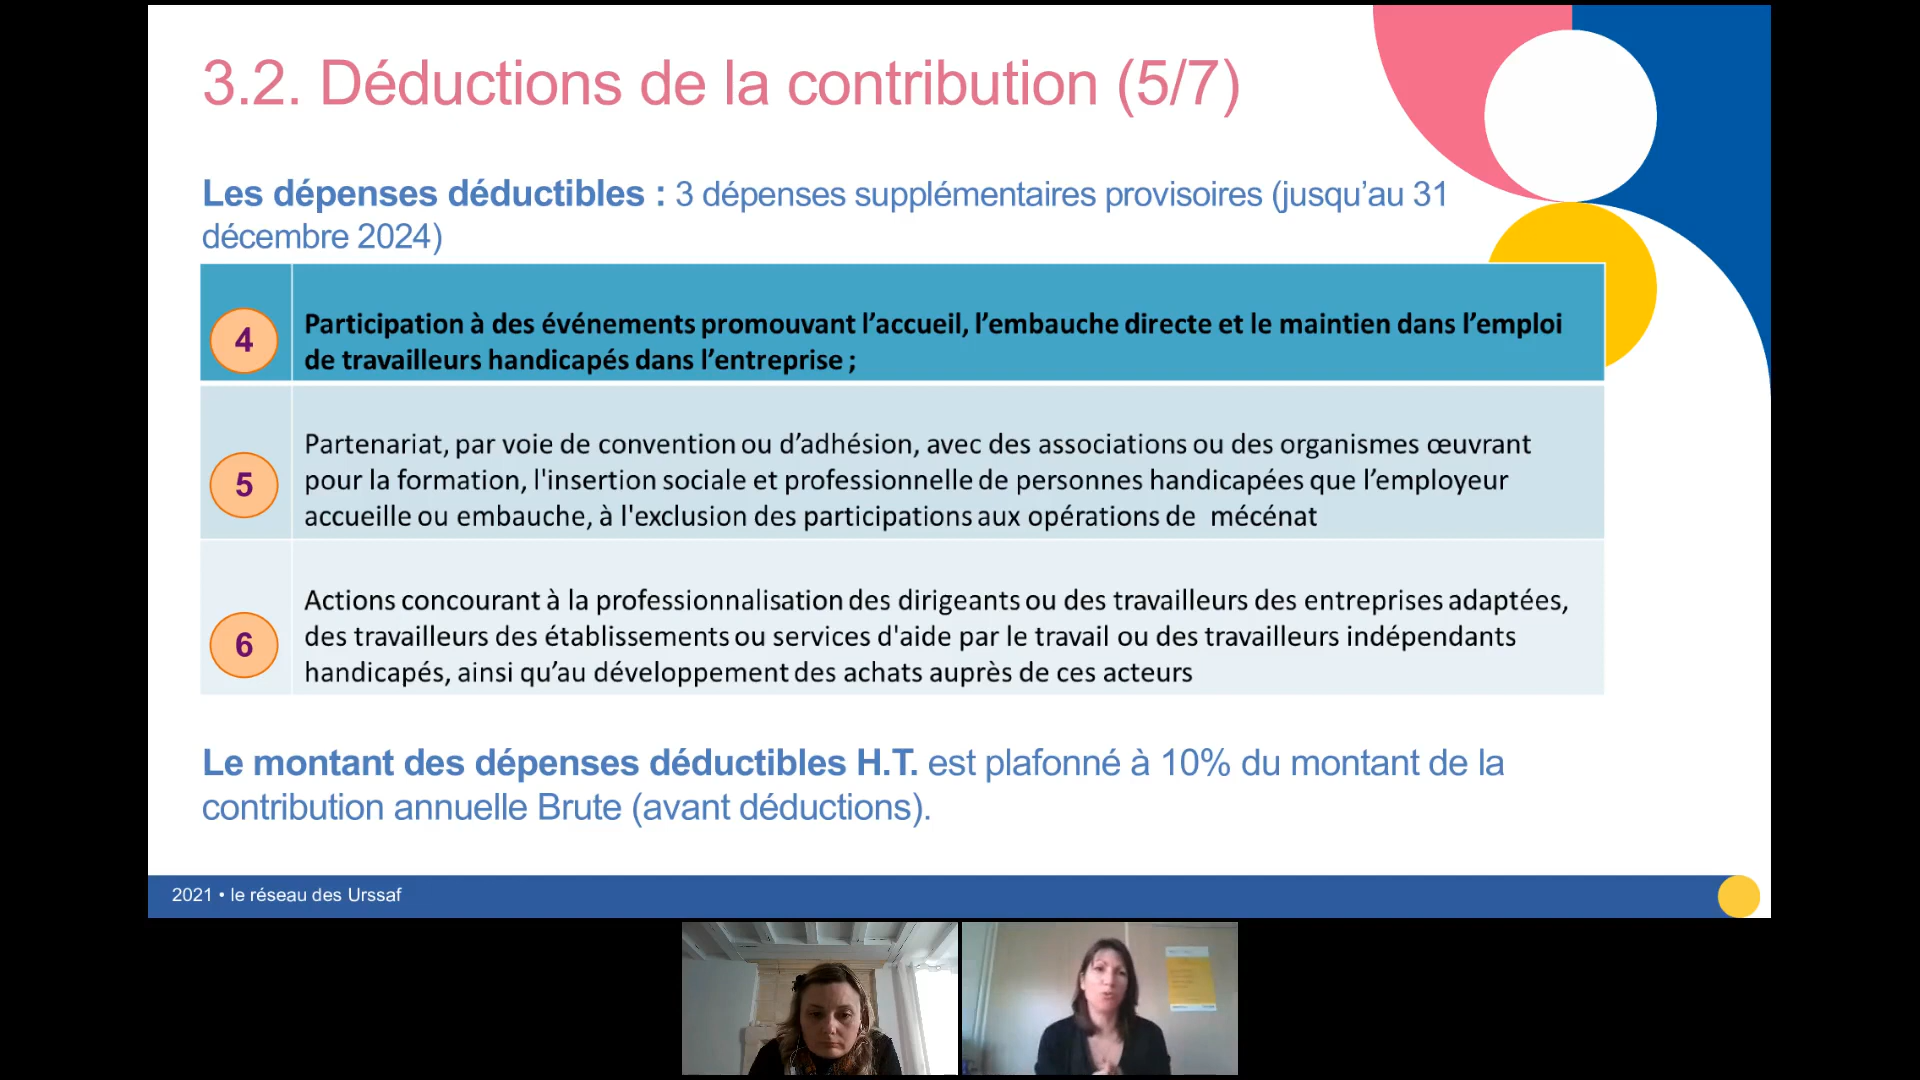 3.2. Déductions de la contribution (5/7)
Les dépenses déductibles : 3 dépenses supplémentaires provisoires (jusqu’au 31
décembre 2024)
4
Participation à des événements promouvant l’accueil, l’embauche directe et le maintien dans l’emploi
de travailleurs handicapés dans l’entreprise ;
5
Partenariat, par voie de convention ou d’adhésion, avec des associations ou des organismes œuvrant
pour la formation, l'insertion sociale et professionnelle de personnes handicapées que l’employeur
accueille ou embauche, à l'exclusion des participations aux opérations de mécénat
6
Actions concourant à la professionnalisation des dirigeants ou des travailleurs des entreprises adaptées,
des travailleurs des établissements ou services d'aide par le travail ou des travailleurs indépendants
handicapés, ainsi qu’au développement des achats auprès de ces acteurs
Le montant des dépenses déductibles H.T. est plafonné à 10% du montant de la
contribution annuelle Brute (avant déductions).
2021 • le réseau des Urssaf